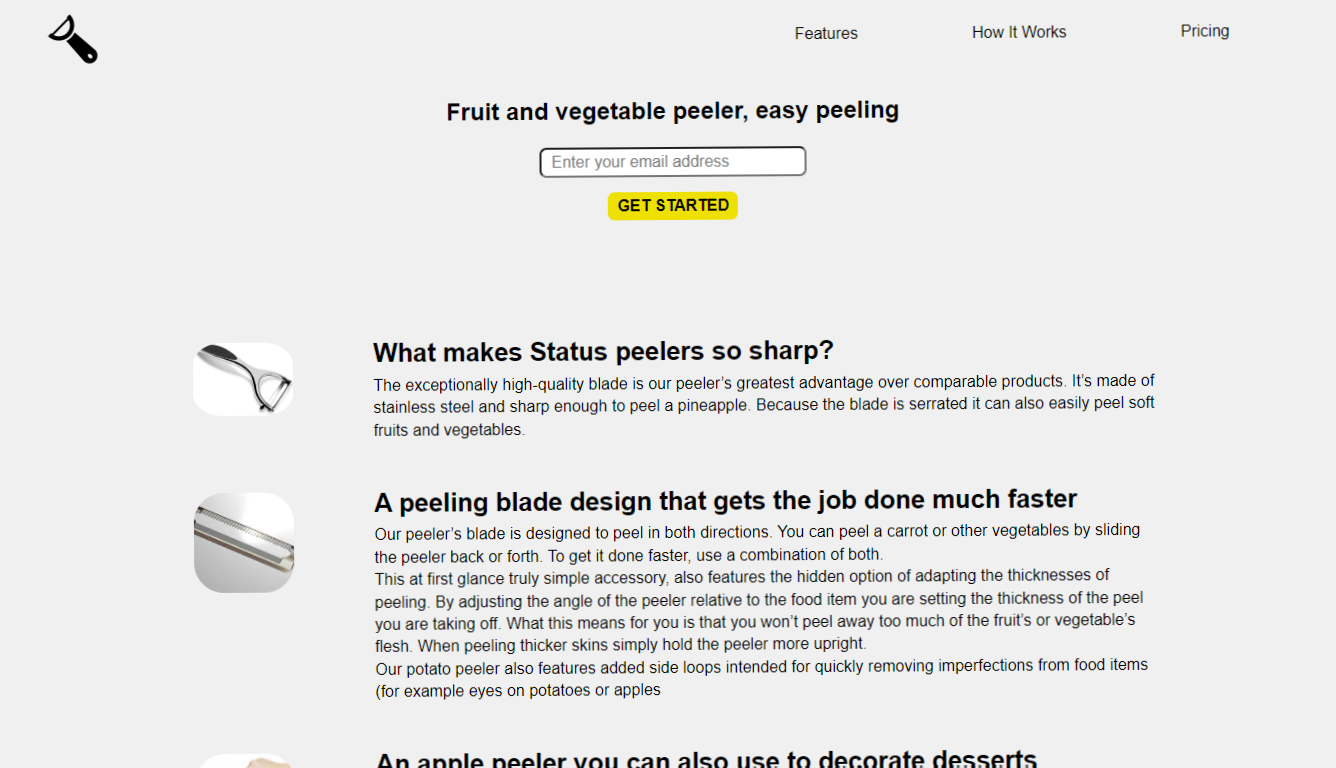 Features
How It Works
Pricing
Fruit and vegetable peeler, easy peeling
Enter your email address
GET STARTED
What makes Status peelers so sharp?
The exceptionally high-quality blade is our peeler’s greatest advantage over comparable products. It’s made of
stainless steel and sharp enough to peel a pineapple. Because the blade is serrated it can also easily peel soft
fruits and vegetables.
A peeling blade design that gets the job done much faster
Our peeler’s blade is designed to peel in both directions. You can peel a carrot or other vegetables by sliding
the peeler back or forth. To get it done faster, use a combination of both.
This at first glance truly simple accessory, also features the hidden option of adapting the thicknesses of
peeling. By adjusting the angle of the peeler relative to the food item you are setting the thickness of the peel
you are taking off. What this means for you is that you won’t peel away too much of the fruit’s or vegetable’s
flesh. When peeling thicker skins simply hold the peeler more upright.
Our potato peeler also features added side loops intended for quickly removing imperfections from food items
(for example eyes on potatoes or apples
An apple peeler you can also use to decorate desserts